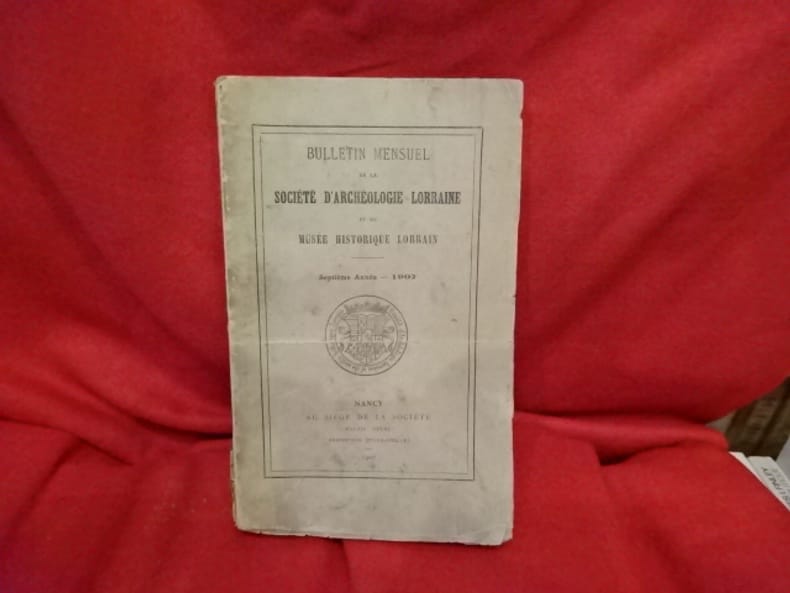 BULLETIN MENSUEL
DE LA
SOCIÉTÉ D'ARCHÉOLOGIE LORRAINE
ET DU
MUSÉE HISTORIQUE LORRAIN
Septième Année — 1907
NANCY
AU SIÈGE DE LA SOCIÉTÉ